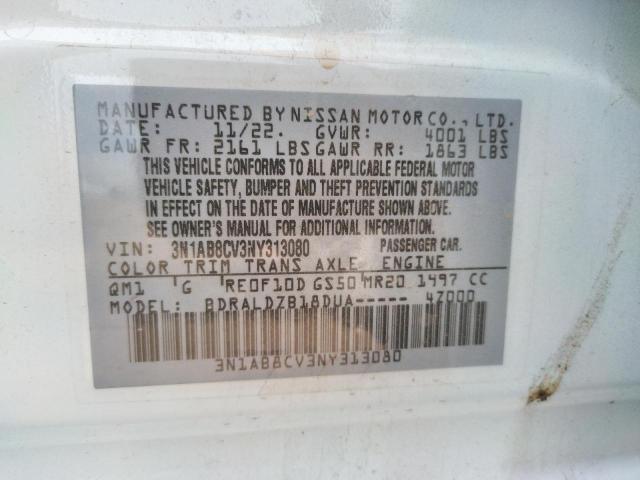 MANUFACTURED BY NISSAN MOTOR CO., LTD.
DATE: 11/22. GVWR: 4001 LBS
GAWR FR: 2161 LBS GAWR RR: 1863 LBS
THIS VEHICLE CONFORMS TO ALL APPLICABLE FEDERAL MOTOR
VEHICLE SAFETY, BUMPER AND THEFT PREVENTION STANDARDS
IN EFFECT ON THE DATE OF MANUFACTURE SHOWN ABOVE.
SEE OWNER'S MANUAL FOR ADDITIONAL INFORMATION.
VIN: 3N1AB8CV3NY313080 PASSENGER CAR.
COLOR TRIM TRANS AXLE ENGINE
QM1 G RE0F10D GS50 MR20 1497 CC
MODEL: BDRALDZB18DUA----- 4Z000
3N1AB8CV3NY313080